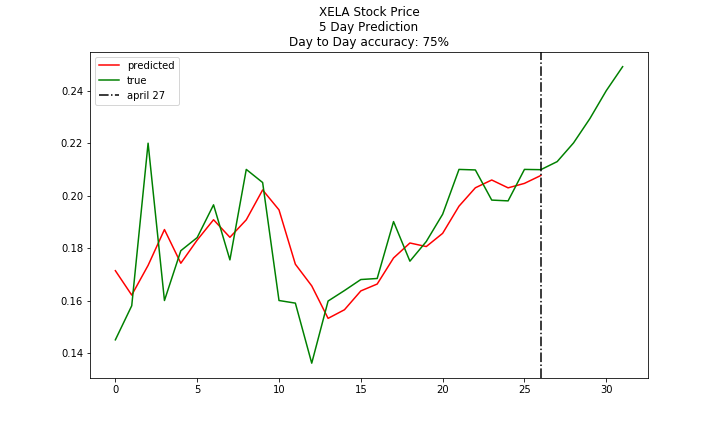 XELA Stock Price
5 Day Prediction
Day to Day accuracy: 75%
predicted
true
april 27
0.24
0.22
0.20
0.18
0.16
0.14
0 5 10 15 20 25 30